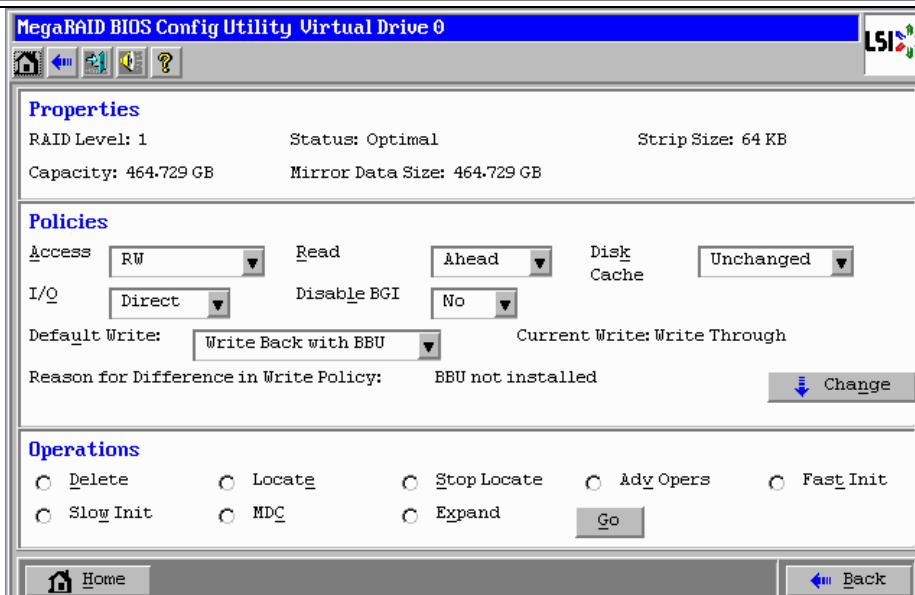 MegaRAID BIOS Config Utility Virtual Drive 0
LSI
?
Properties
RAID Level: 1 Status: Optimal Strip Size: 64 KB
Capacity: 464.729 GB Mirror Data Size: 464.729 GB
Policies
Access RW Read Ahead Disk Cache Unchanged
I/O Direct Disable BGI No
Default Write: Write Back with BBU Current Write: Write Through
Reason for Difference in Write Policy: BBU not installed Change
Operations
Delete Locate Stop Locate Adv Opers Fast Init
Slow Init MDC Expand Go
Home Back